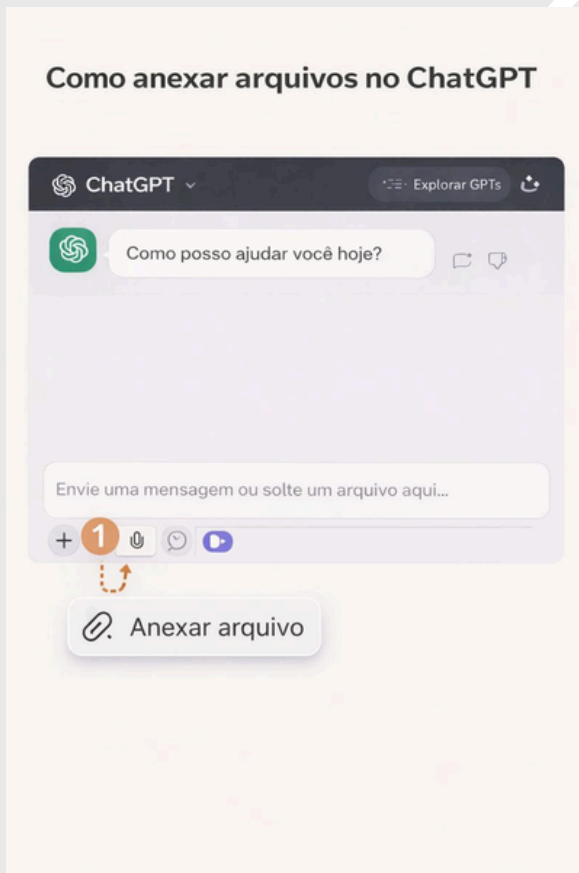 Como anexar arquivos no ChatGPT
ChatGPT
Explorar GPTs
Como posso ajudar você hoje?
Envie uma mensagem ou solte um arquivo aqui...
1
Anexar arquivo